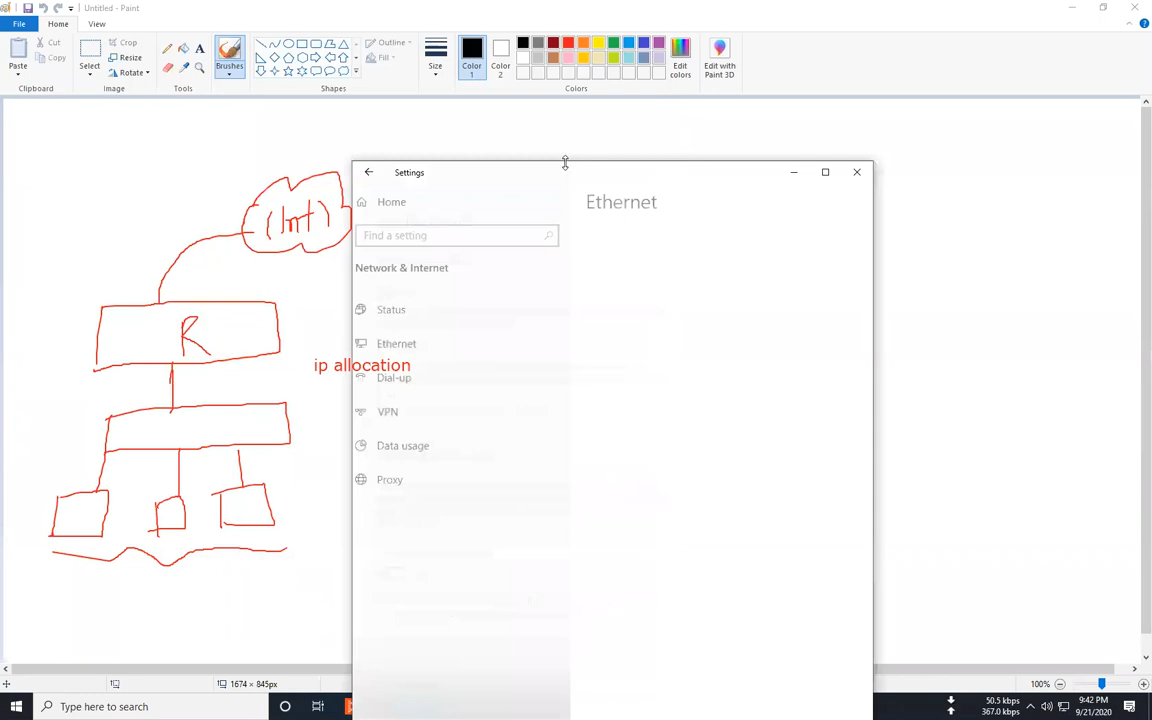 Untitled - Paint
File Home View
Paste
Cut
Copy
Clipboard
Select
Crop
Resize
Rotate
Image
A
Tools
Brushes
Outline
Fill
Shapes
Size
Color 1
Color 2
Edit colors
Colors
Edit with Paint 3D
(Int)
R
ip allocation
Settings
Home
Find a setting
Network & Internet
Status
Ethernet
Dial-up
VPN
Data usage
Proxy
Ethernet
1674 × 845px
100%
Type here to search
50.5 kbps
367.0 kbps
9:42 PM
9/21/2020